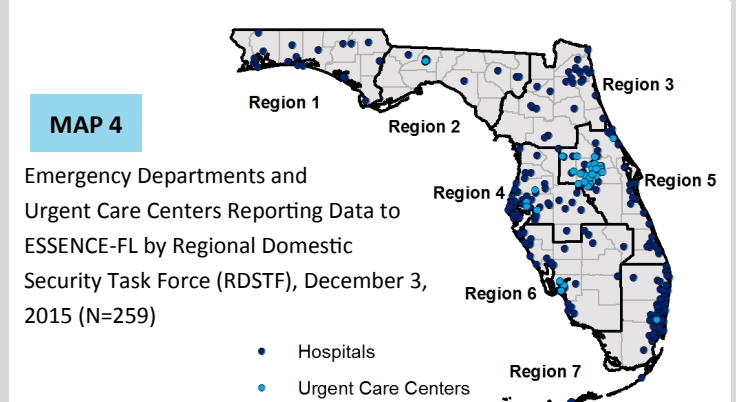 Region 1
Region 2
Region 3
MAP 4
Emergency Departments and
Urgent Care Centers Reporting Data to
ESSENCE-FL by Regional Domestic
Security Task Force (RDSTF), December 3,
2015 (N=259)
Region 4
Region 5
Region 6
Region 7
Hospitals
Urgent Care Centers